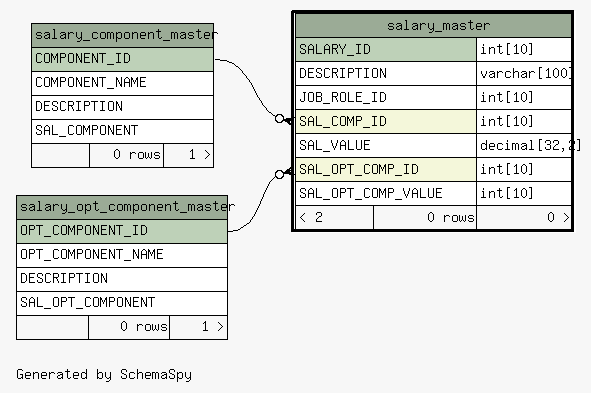 salary_component_master
COMPONENT_ID
COMPONENT_NAME
DESCRIPTION
SAL_COMPONENT
0 rows 1 >
salary_opt_component_master
OPT_COMPONENT_ID
OPT_COMPONENT_NAME
DESCRIPTION
SAL_OPT_COMPONENT
0 rows 1 >
salary_master
SALARY_ID int[10]
DESCRIPTION varchar[100]
JOB_ROLE_ID int[10]
SAL_COMP_ID int[10]
SAL_VALUE decimal[32,2]
SAL_OPT_COMP_ID int[10]
SAL_OPT_COMP_VALUE int[10]
< 2 0 rows 0 >
Generated by SchemaSpy